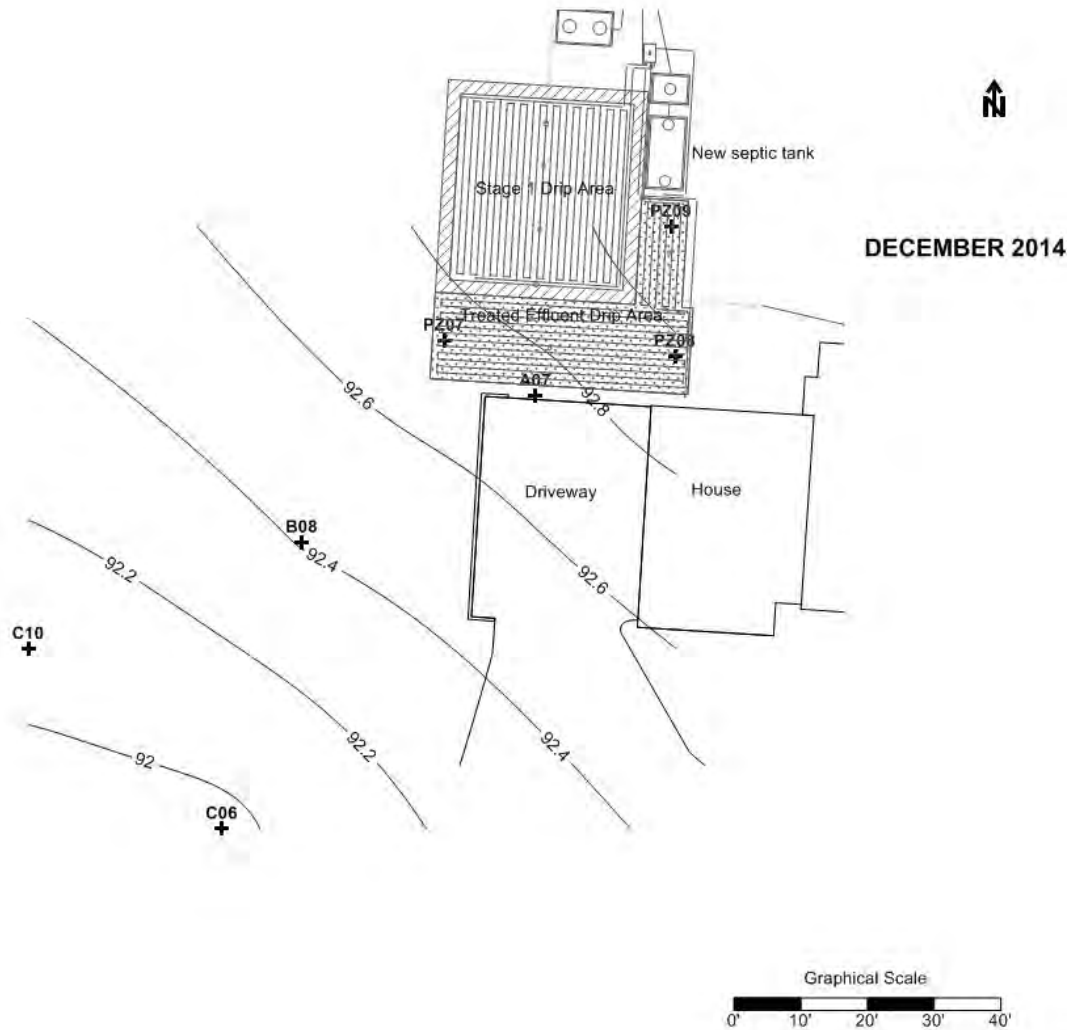 N
New septic tank
Stage 1 Drip Area
PZ09
DECEMBER 2014
Treated Effluent Drip Area
PZ07
PZ08
A07
92.6
92.8
Driveway
House
B08
92.4
92.2
92.6
C10
92.2
92.4
92
C06
Graphical Scale
0' 10' 20' 30' 40'